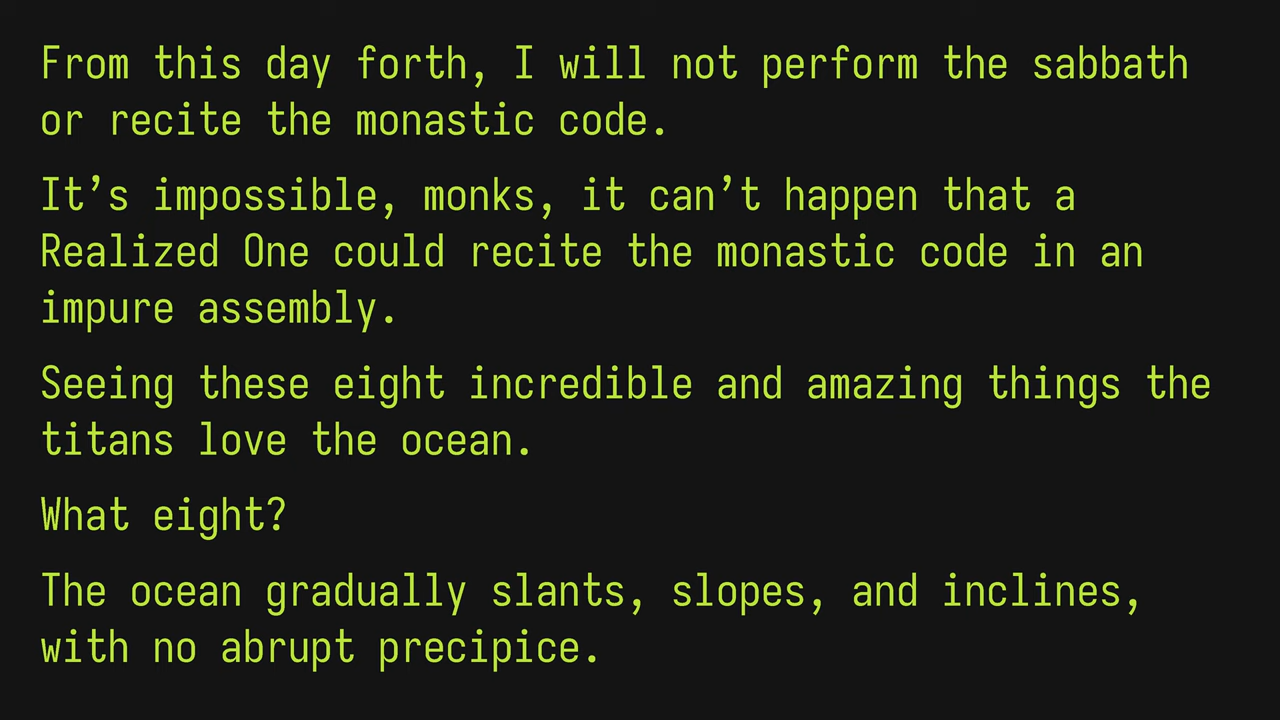 From this day forth, I will not perform the sabbath
or recite the monastic code.
It’s impossible, monks, it can’t happen that a
Realized One could recite the monastic code in an
impure assembly.
Seeing these eight incredible and amazing things the
titans love the ocean.
What eight?
The ocean gradually slants, slopes, and inclines,
with no abrupt precipice.